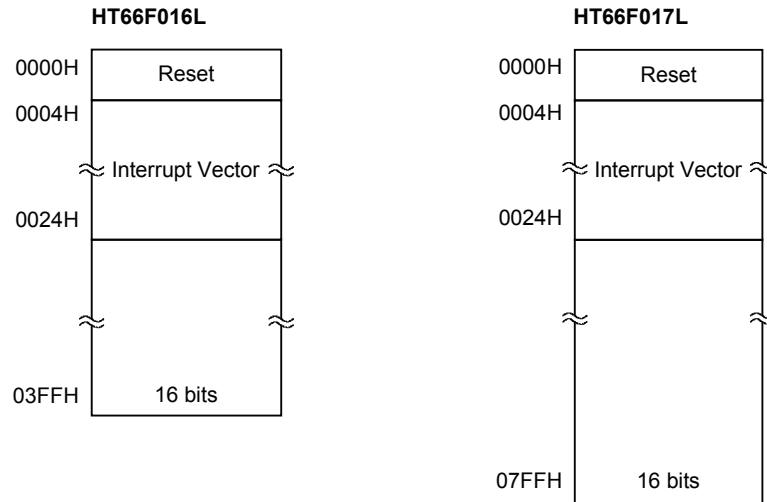 HT66F016L
0000H
Reset
0004H
Interrupt Vector
0024H
03FFH
16 bits
HT66F017L
0000H
Reset
0004H
Interrupt Vector
0024H
07FFH
16 bits